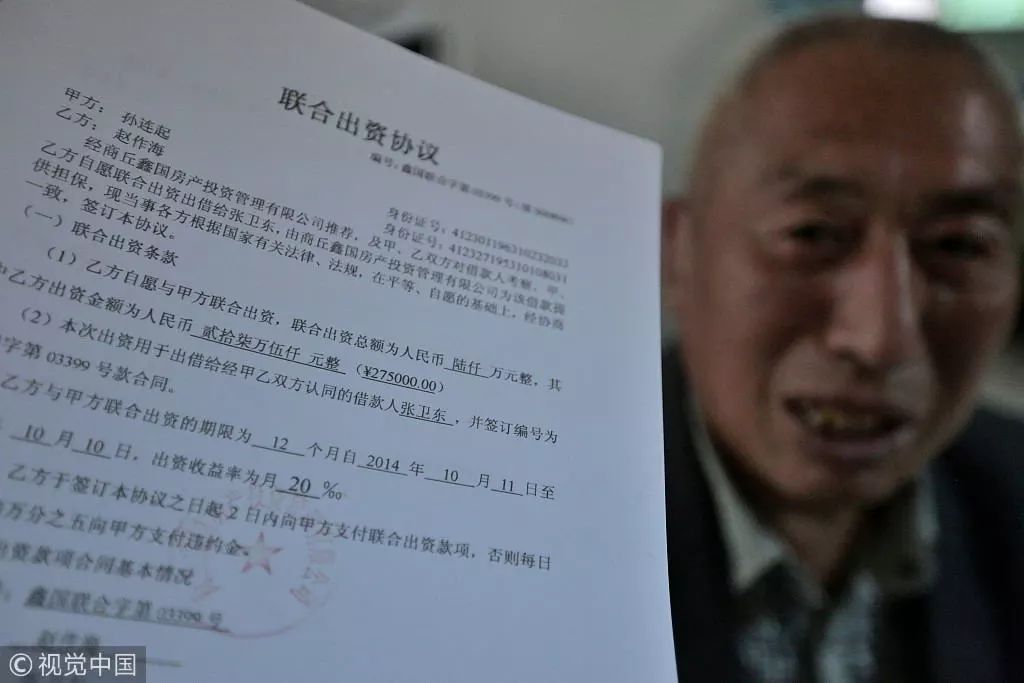 联合出资协议
编号：鑫国联合字第 03399 号
甲方： 孙连起
身份证号：412301196310232033
乙方： 赵作海
身份证号：412327195310108031
经商丘鑫国房产投资管理有限公司推荐，及甲、乙双方对借款人考察，甲、
乙方自愿联合出资出借给张卫东，由商丘鑫国房产投资管理有限公司为该借款提
供担保，现当事各方根据国家有关法律、法规，在平等、自愿的基础上，经协商
一致，签订本协议。
（一）联合出资条款
（1）乙方自愿与甲方联合出资，联合出资总额为人民币 陆仟 万元整，其
中乙方出资金额为人民币 贰拾柒万伍仟 元整（¥275000.00）
（2）本次出资用于出借给经甲乙双方认同的借款人张卫东，并签订编号为
字第 03399 号款合同。
乙方与甲方联合出资的期限为 12 个月自 2014 年 10 月 11 日至
10 月 10 日，出资收益率为月 20 ‰
乙方于签订本协议之日起 2 日内向甲方支付联合出资款项，否则每日
万分之五向甲方支付违约金。
资款项合同基本情况
鑫国联合字第 03399 号
赵作海
© 视觉中国